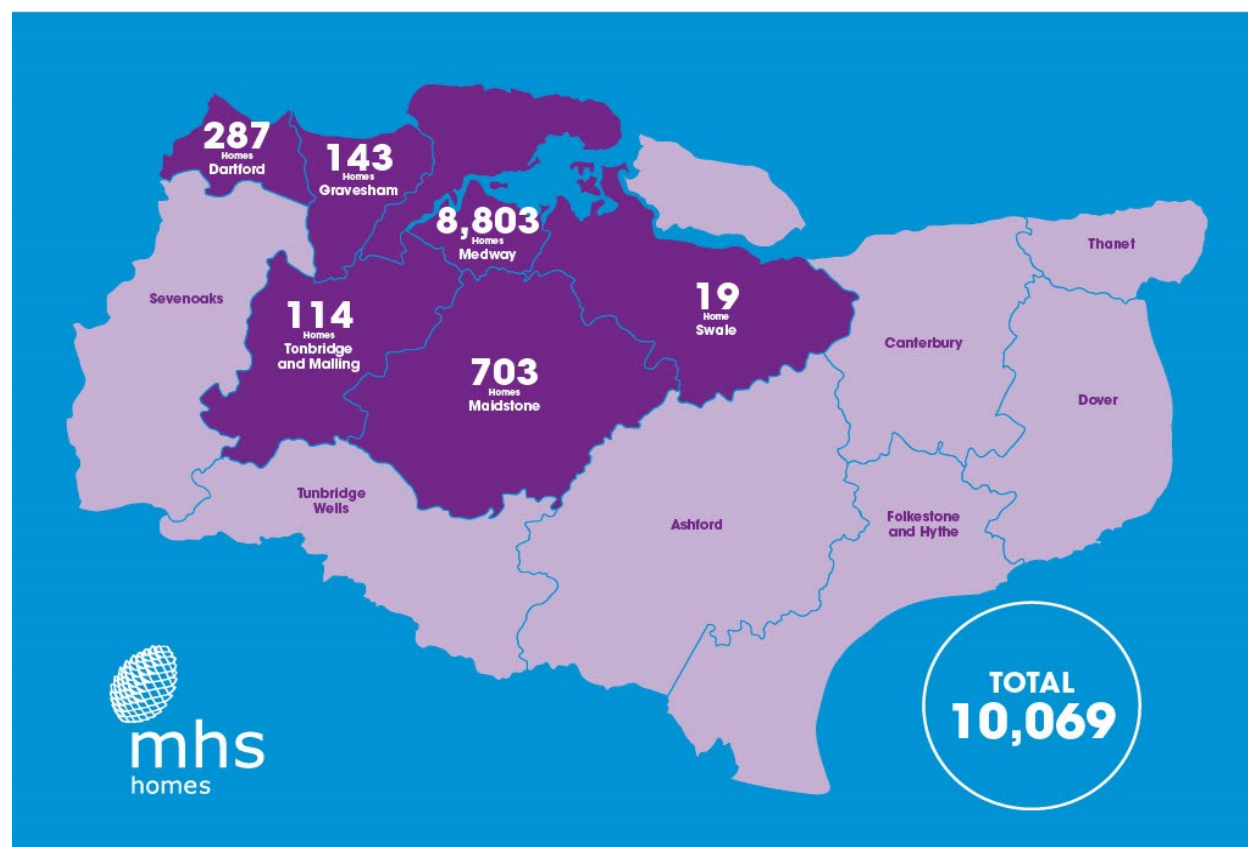 287
Homes
Dartford
143
Homes
Gravesham
8,803
Homes
Medway
Thanet
Sevenoaks
114
Homes
Tonbridge
and Malling
19
Home
Swale
Canterbury
703
Homes
Maidstone
Dover
Tunbridge
Wells
Ashford
Folkestone
and Hythe
TOTAL
10,069
mhs
homes